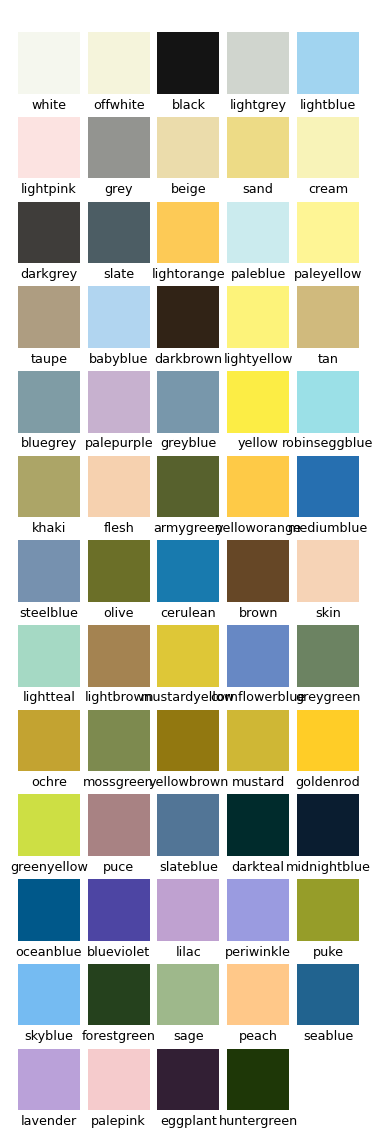 white offwhite black lightgrey lightblue
lightpink grey beige sand cream
darkgrey slate lightorange paleblue paleyellow
taupe babyblue darkbrown lightyellow tan
bluegrey palepurple greyblue yellow robinseggblue
khaki flesh armygreen yelloworange mediumblue
steelblue olive cerulean brown skin
lightteal lightbrown mustardyellow cornflowerblue greygreen
ochre mossgreen yellowbrown mustard goldenrod
greenyellow puce slateblue darkteal midnightblue
oceanblue blueviolet lilac periwinkle puke
skyblue forestgreen sage peach seablue
lavender palepink eggplant huntergreen